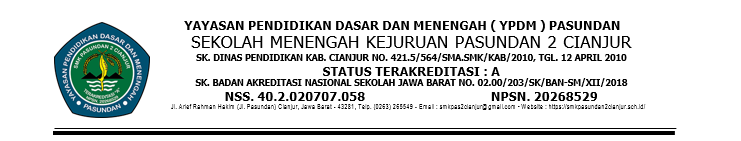 YAYASAN PENDIDIKAN DASAR DAN MENENGAH ( YPDM ) PASUNDAN
SEKOLAH MENENGAH KEJURUAN PASUNDAN 2 CIANJUR
SK. DINAS PENDIDIKAN KAB. CIANJUR NO. 421.5/564/SMA.SMK/KAB/2010, TGL. 12 APRIL 2010
STATUS TERAKREDITASI : A
SK. BADAN AKREDITASI NASIONAL SEKOLAH JAWA BARAT NO. 02.00/203/SK/BAN-SM/XII/2018
NSS. 40.2.020707.058 NPSN. 20268529
Jl. Arief Rahman Hakim (Jl. Pasundan) Cianjur, Jawa Barat - 43281, Telp. (0263) 265549 - Email : smkpas2cianjur@gmail.com - Website : https://smkpasundan2cianjur.sch.id/
YAYASAN PENDIDIKAN DASAR DAN MENENGAH
SMK PASUNDAN 2 CIANJUR
PASUNDAN